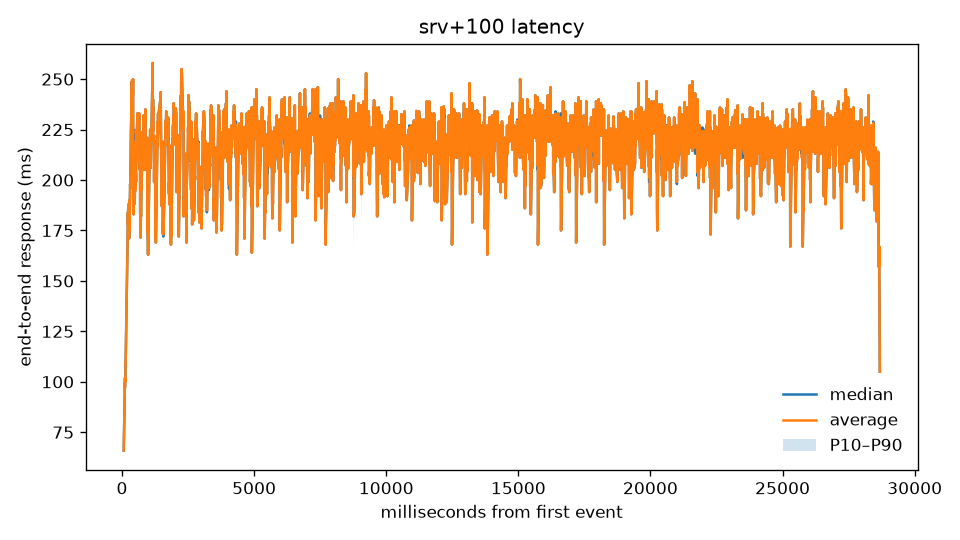 srv+100 latency
end-to-end response (ms)
250
225
200
175
150
125
100
75
median
average
P10–P90
0 5000 10000 15000 20000 25000 30000
milliseconds from first event